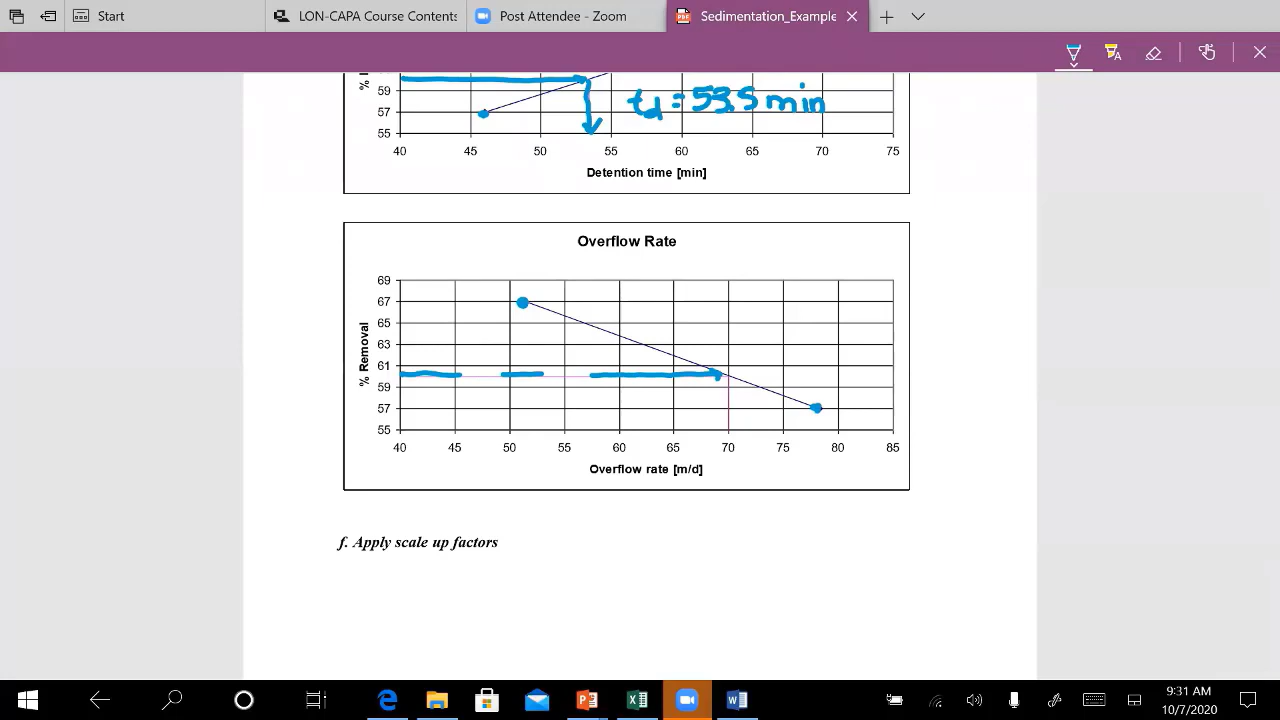 Start
LON-CAPA Course Contents
Post Attendee - Zoom
Sedimentation_Example
59
57
55
t_d = 53.5 min
40 45 50 55 60 65 70 75
Detention time [min]
Overflow Rate
% Removal
69
67
65
63
61
59
57
55
40 45 50 55 60 65 70 75 80 85
Overflow rate [m/d]
f. Apply scale up factors
9:31 AM
10/7/2020